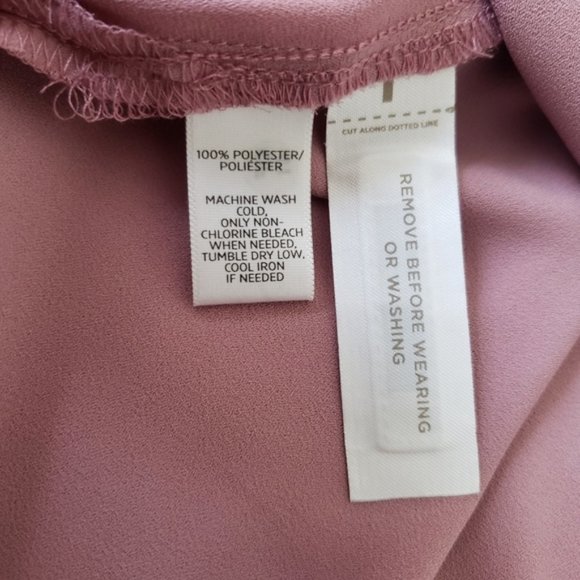 100% POLYESTER/
POLIÉSTER
MACHINE WASH
COLD,
ONLY NON-
CHLORINE BLEACH
WHEN NEEDED,
TUMBLE DRY LOW,
COOL IRON
IF NEEDED
CUT ALONG DOTTED LINE
REMOVE BEFORE WEARING
OR WASHING